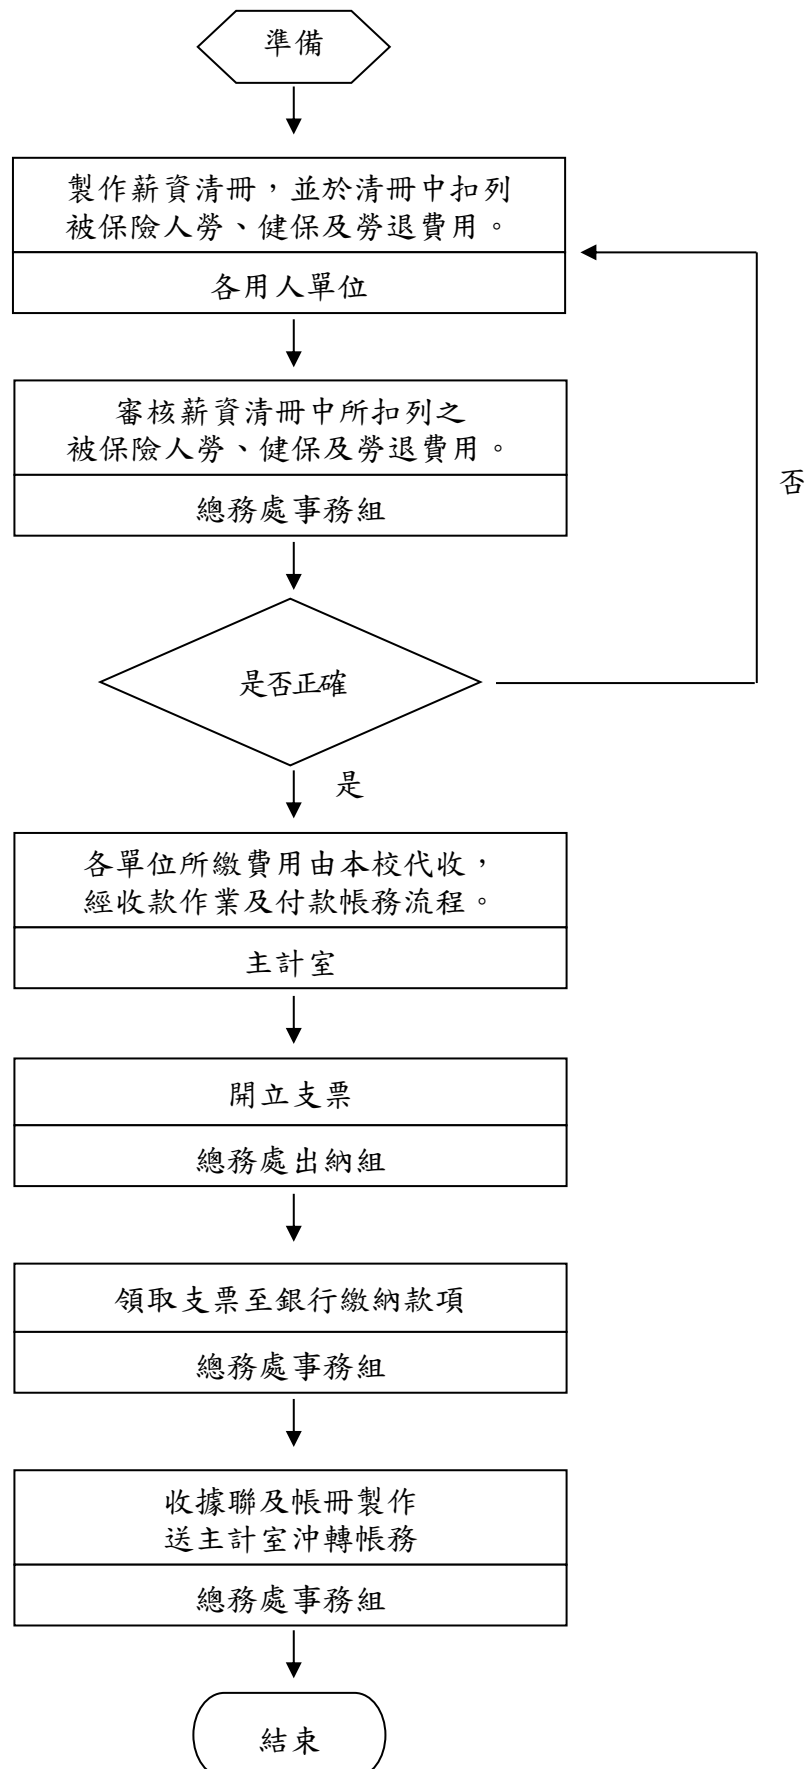 準備
製作薪資清冊，並於清冊中扣列
被保險人勞、健保及勞退費用。
各用人單位
審核薪資清冊中所扣列之
被保險人勞、健保及勞退費用。
總務處事務組
否
是否正確
是
各單位所繳費用由本校代收，
經收款作業及付款帳務流程。
主計室
開立支票
總務處出納組
領取支票至銀行繳納款項
總務處事務組
收據聯及帳冊製作
送主計室沖轉帳務
總務處事務組
結束